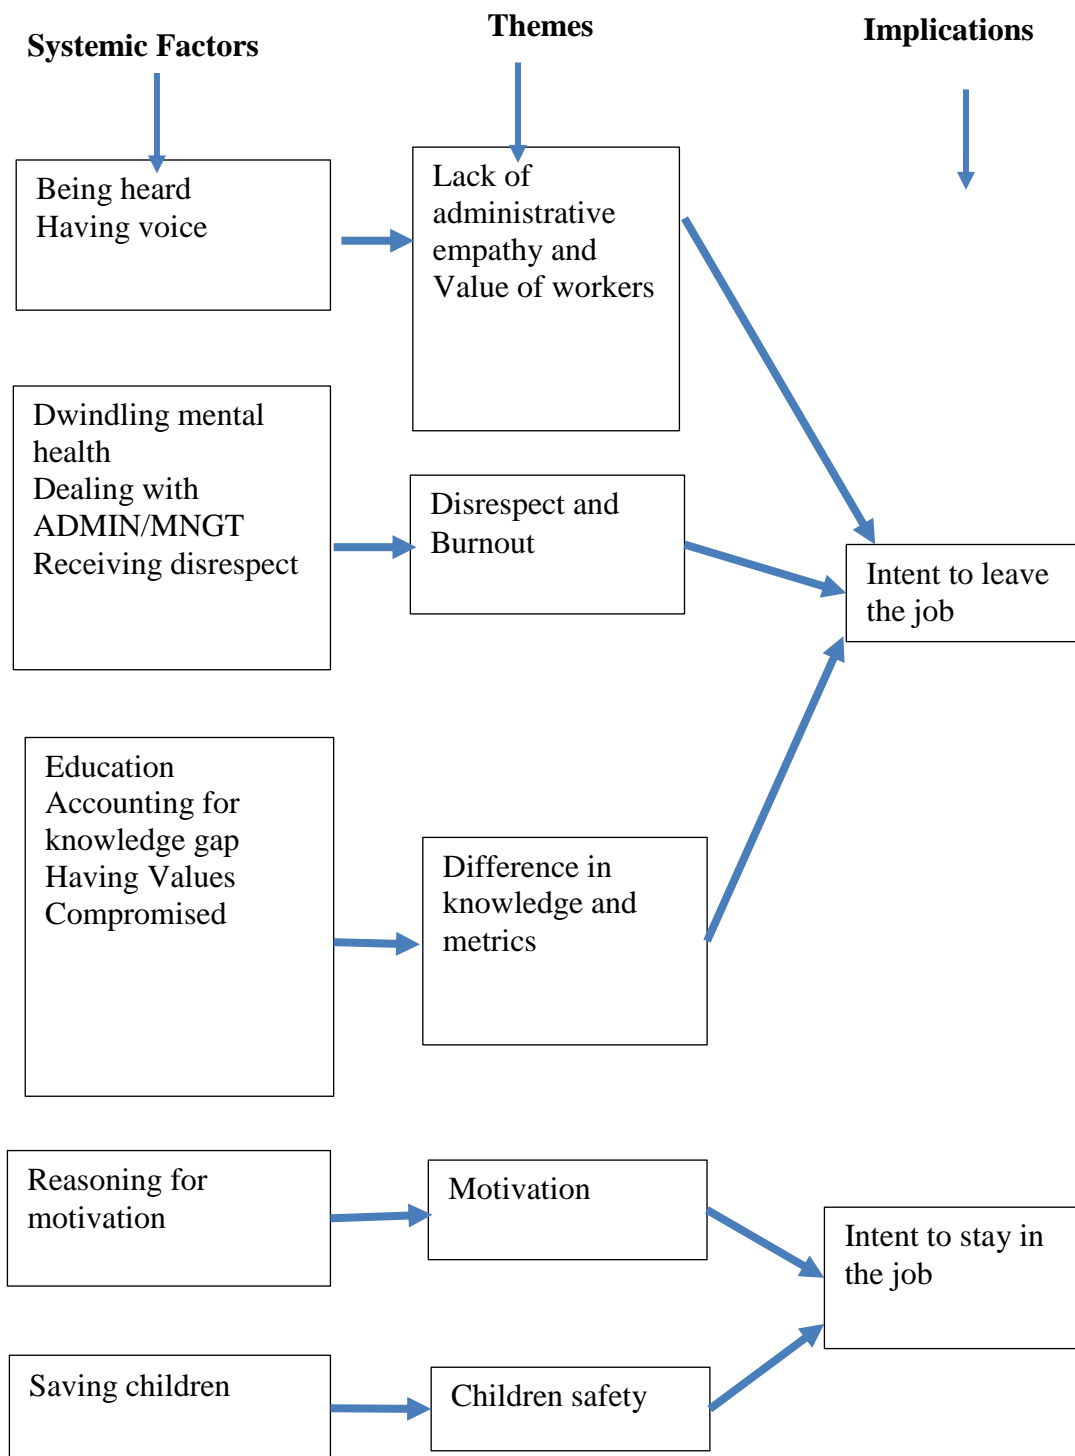 Systemic Factors
Themes
Implications
Being heard
Having voice
Lack of
administrative
empathy and
Value of workers
Dwindling mental
health
Dealing with
ADMIN/MNGT
Receiving disrespect
Disrespect and
Burnout
Intent to leave
the job
Education
Accounting for
knowledge gap
Having Values
Compromised
Difference in
knowledge and
metrics
Reasoning for
motivation
Motivation
Intent to stay in
the job
Saving children
Children safety